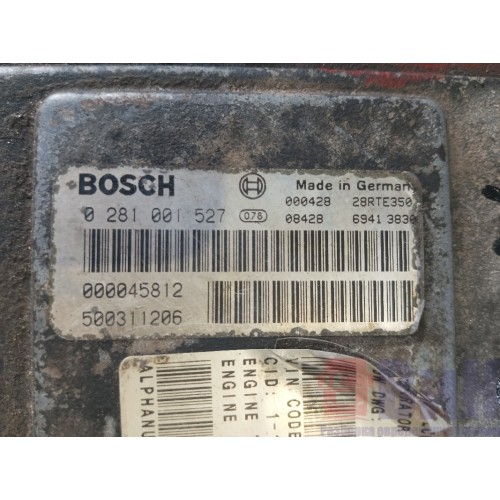 BOSCH Made in German
000428 28RTE350
0 281 001 527 078 08428 6941 3830
000045812
500311206
VIN CODE
CID. 1-
ENGINE
ENGINE
ALPHANU
DWG.